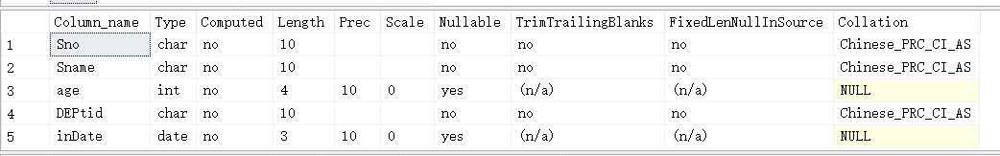 Column_name Type Computed Length Prec Scale Nullable TrimTrailingBlanks FixedLenNullInSource Collation
1 Sno char no 10 no no no Chinese_PRC_CI_AS
2 Sname char no 10 no no no Chinese_PRC_CI_AS
3 age int no 4 10 0 yes (n/a) (n/a) NULL
4 DEPtid char no 10 no no no Chinese_PRC_CI_AS
5 inDate date no 3 10 0 yes (n/a) (n/a) NULL